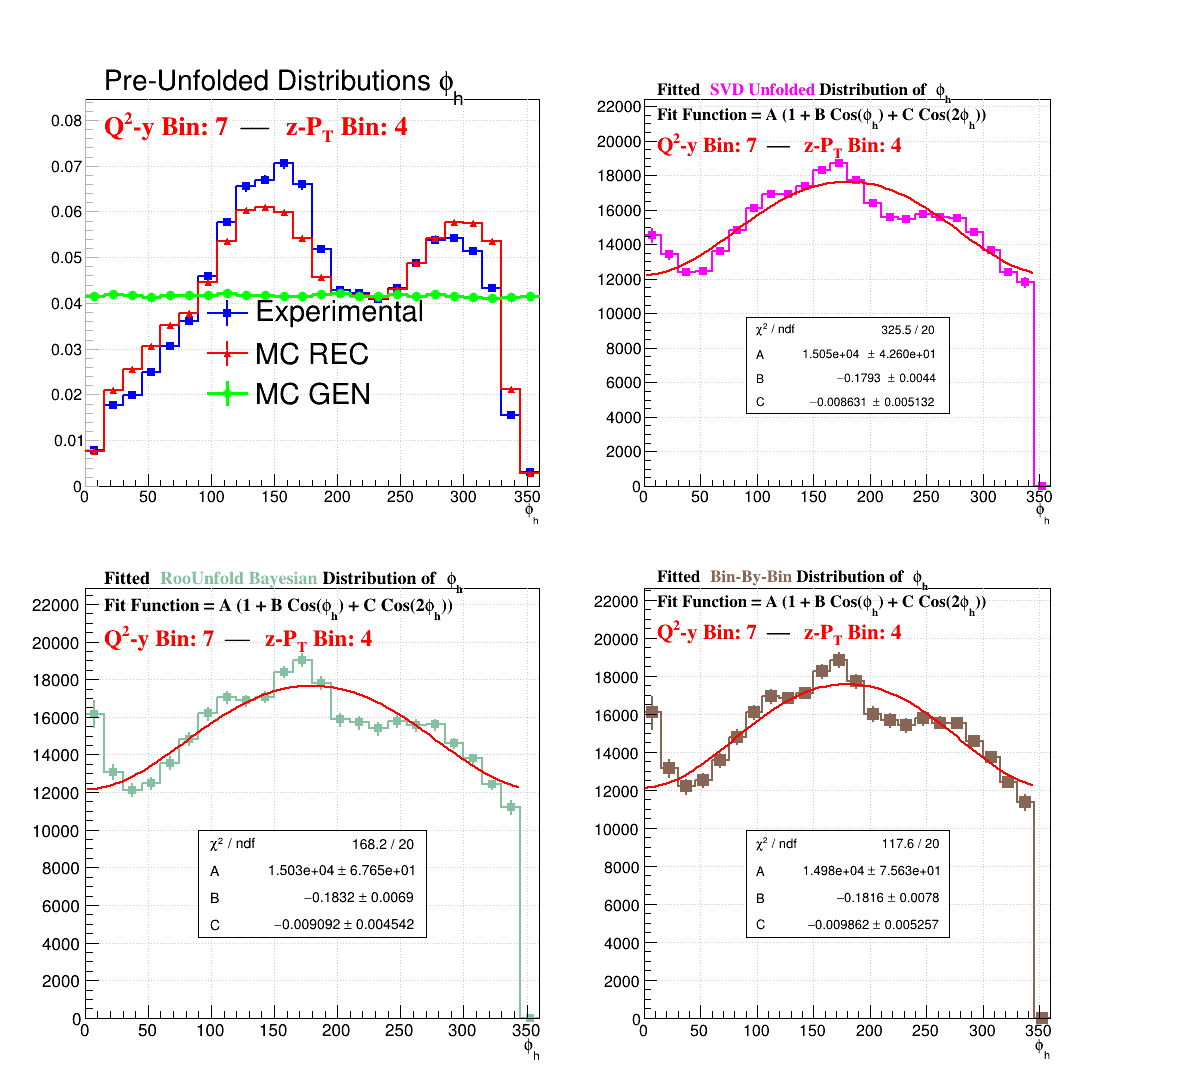 Pre-Unfolded Distributions ϕh
Q²-y Bin: 7 — z-PT Bin: 4
0.08
0.07
0.06
0.05
0.04
0.03
0.02
0.01
0
Experimental
MC REC
MC GEN
0 50 100 150 200 250 300 350
ϕh
Fitted SVD Unfolded Distribution of ϕh
Fit Function = A (1 + B Cos(ϕh) + C Cos(2ϕh))
Q²-y Bin: 7 — z-PT Bin: 4
22000
20000
18000
16000
14000
12000
10000
8000
6000
4000
2000
0
χ² / ndf 325.5 / 20
A 1.505e+04 ± 4.260e+01
B −0.1793 ± 0.0044
C −0.008631 ± 0.005132
0 50 100 150 200 250 300 350
ϕh
Fitted RooUnfold Bayesian Distribution of ϕh
Fit Function = A (1 + B Cos(ϕh) + C Cos(2ϕh))
Q²-y Bin: 7 — z-PT Bin: 4
22000
20000
18000
16000
14000
12000
10000
8000
6000
4000
2000
0
χ² / ndf 168.2 / 20
A 1.503e+04 ± 6.765e+01
B −0.1832 ± 0.0069
C −0.009092 ± 0.004542
0 50 100 150 200 250 300 350
ϕh
Fitted Bin-By-Bin Distribution of ϕh
Fit Function = A (1 + B Cos(ϕh) + C Cos(2ϕh))
Q²-y Bin: 7 — z-PT Bin: 4
22000
20000
18000
16000
14000
12000
10000
8000
6000
4000
2000
0
χ² / ndf 117.6 / 20
A 1.498e+04 ± 7.563e+01
B −0.1816 ± 0.0078
C −0.009862 ± 0.005257
0 50 100 150 200 250 300 350
ϕh